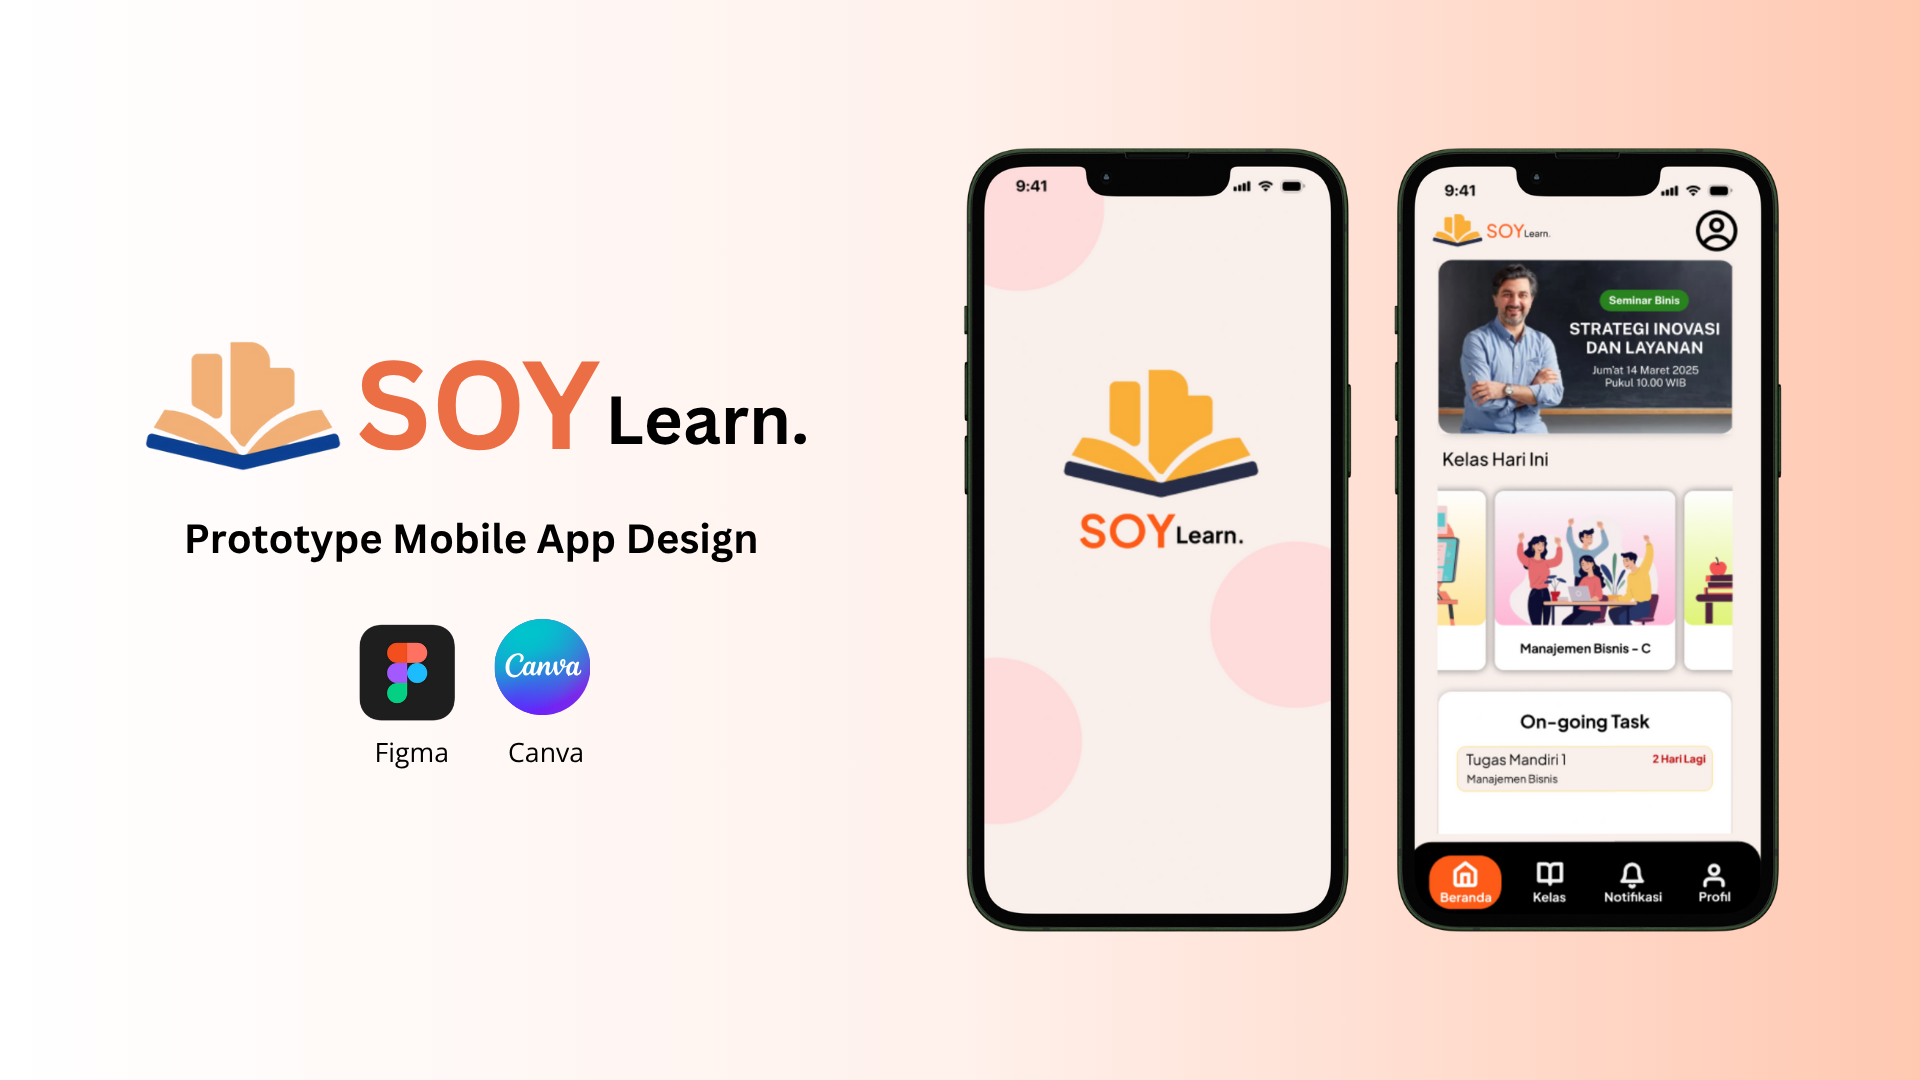 SOY Learn.
Prototype Mobile App Design
Canva
Figma
Canva
9:41
SOY Learn.
9:41
SOY Learn.
Seminar Binis
STRATEGI INOVASI
DAN LAYANAN
Jum'at 14 Maret 2025
Pukul 10.00 WIB
Kelas Hari Ini
Manajemen Bisnis - C
On-going Task
Tugas Mandiri 1
2 Hari Lagi
Manajemen Bisnis
Beranda
Kelas
Notifikasi
Profil